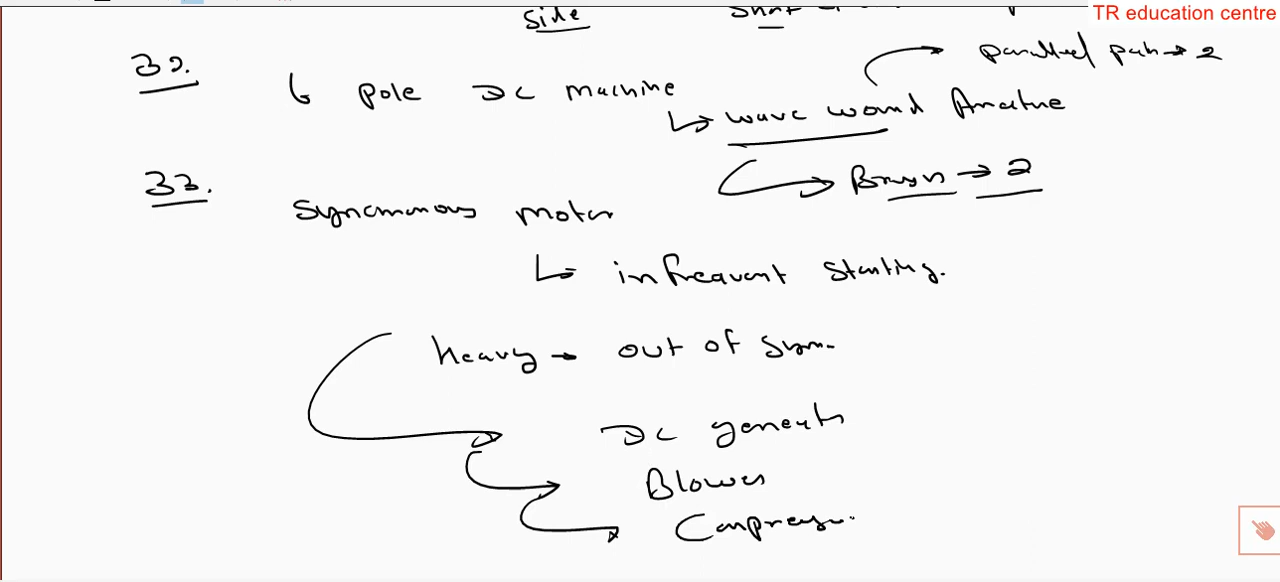 TR education centre
side
32.
6 pole DC machine
parallel path → 2
↳ wave wound Armature
Brushes → 2
33.
Synchronous motor
↳ infrequent starting.
heavy → out of syn.
DC generator
Blower
Compressor.